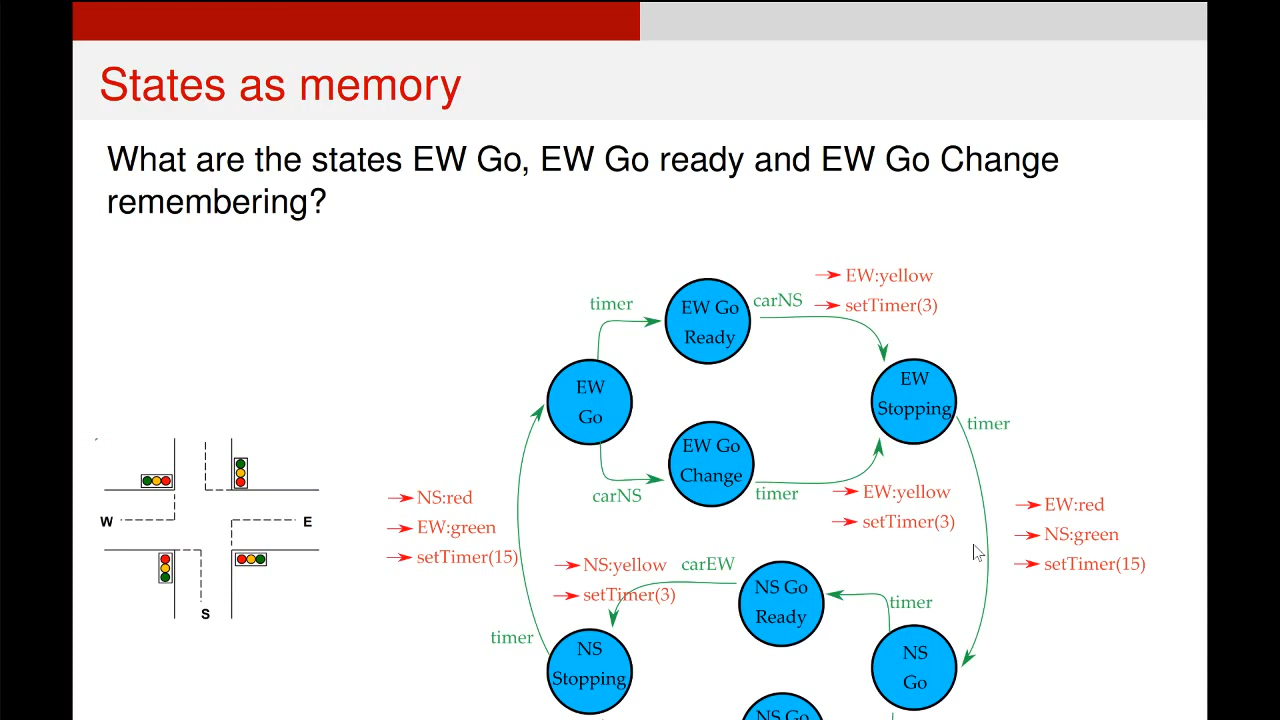 States as memory
What are the states EW Go, EW Go ready and EW Go Change
remembering?
EW:yellow
setTimer(3)
timer
carNS
EW Go
Ready
EW
Go
EW
Stopping
timer
EW Go
Change
carNS
timer
EW:yellow
setTimer(3)
NS:red
EW:green
setTimer(15)
EW:red
NS:green
setTimer(15)
W
E
S
NS:yellow
setTimer(3)
carEW
NS Go
Ready
timer
timer
NS
Stopping
NS
Go
NS Go